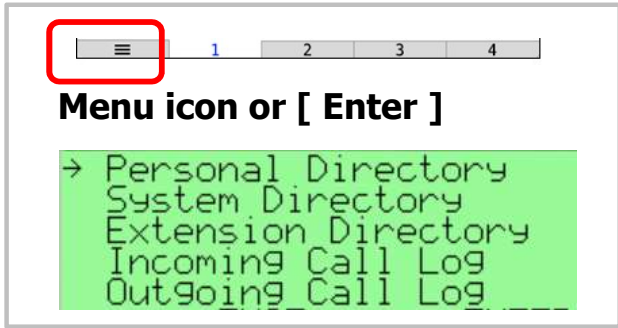 ≡ 1 2 3 4
Menu icon or [ Enter ]
→ Personal Directory
System Directory
Extension Directory
Incoming Call Log
Outgoing Call Log